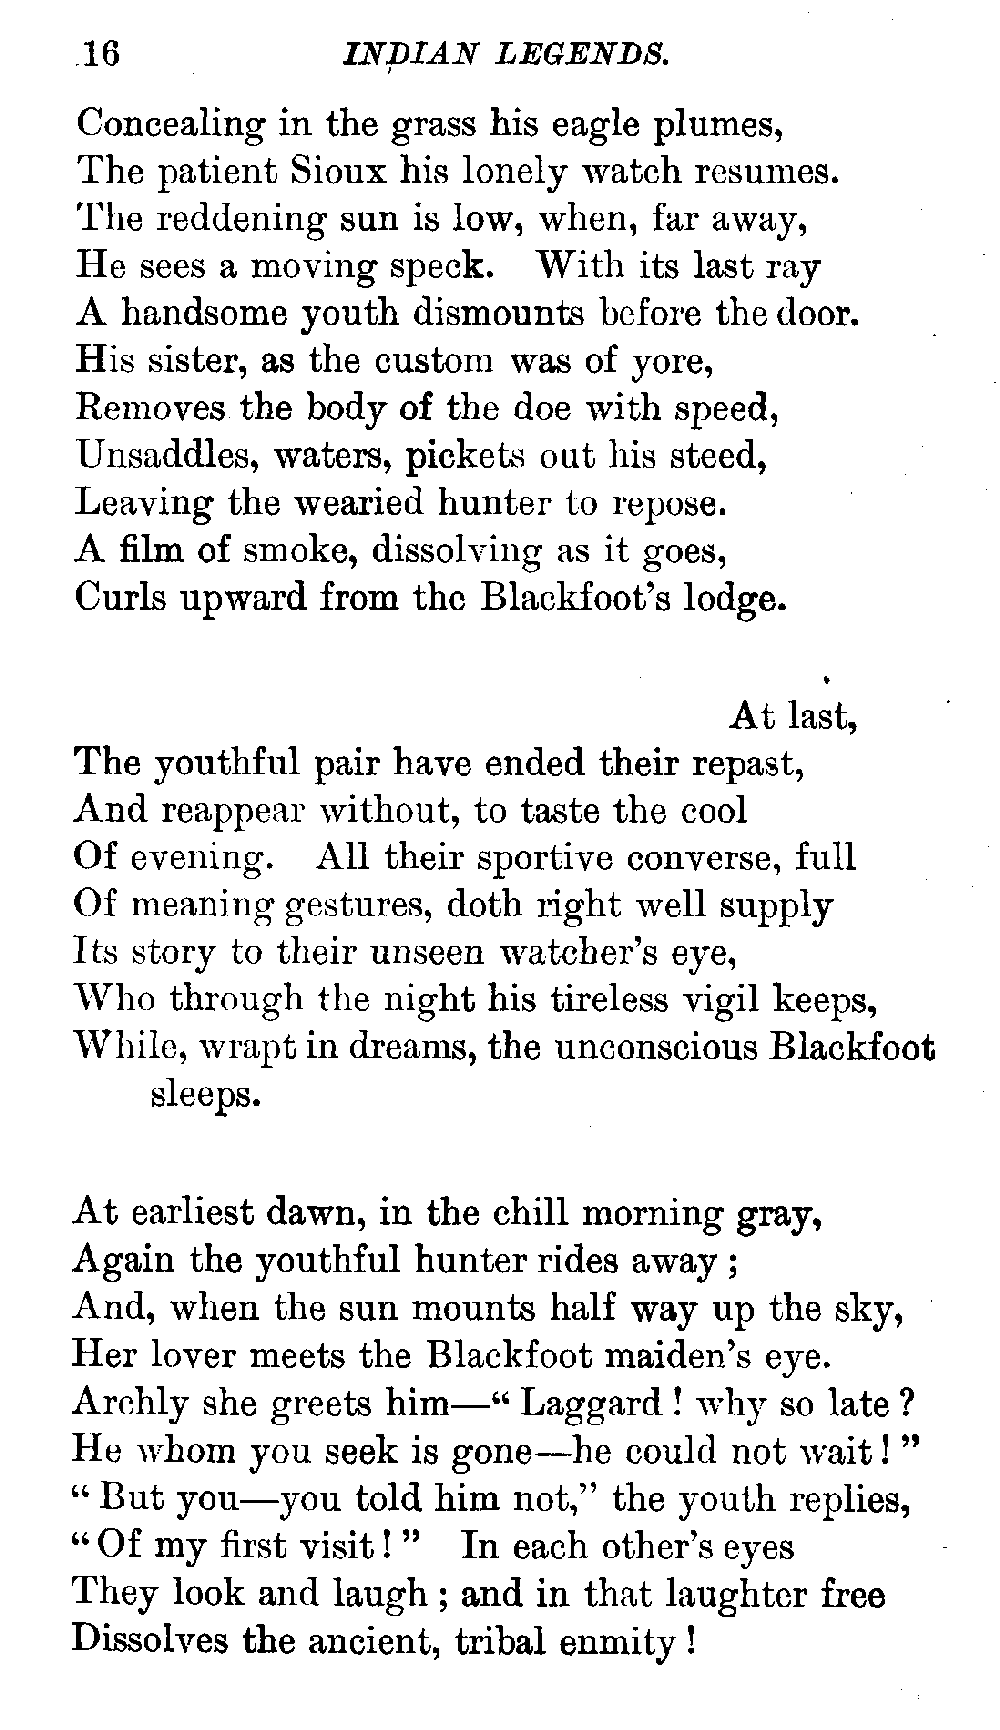 16 INDIAN LEGENDS.
Concealing in the grass his eagle plumes,
The patient Sioux his lonely watch resumes.
The reddening sun is low, when, far away,
He sees a moving speck. With its last ray
A handsome youth dismounts before the door.
His sister, as the custom was of yore,
Removes the body of the doe with speed,
Unsaddles, waters, pickets out his steed,
Leaving the wearied hunter to repose.
A film of smoke, dissolving as it goes,
Curls upward from the Blackfoot's lodge.
At last,
The youthful pair have ended their repast,
And reappear without, to taste the cool
Of evening. All their sportive converse, full
Of meaning gestures, doth right well supply
Its story to their unseen watcher's eye,
Who through the night his tireless vigil keeps,
While, wrapt in dreams, the unconscious Blackfoot
sleeps.
At earliest dawn, in the chill morning gray,
Again the youthful hunter rides away ;
And, when the sun mounts half way up the sky,
Her lover meets the Blackfoot maiden's eye.
Archly she greets him—“ Laggard ! why so late ?
He whom you seek is gone—he could not wait ! ”
“ But you—you told him not,” the youth replies,
“ Of my first visit ! ” In each other's eyes
They look and laugh ; and in that laughter free
Dissolves the ancient, tribal enmity !